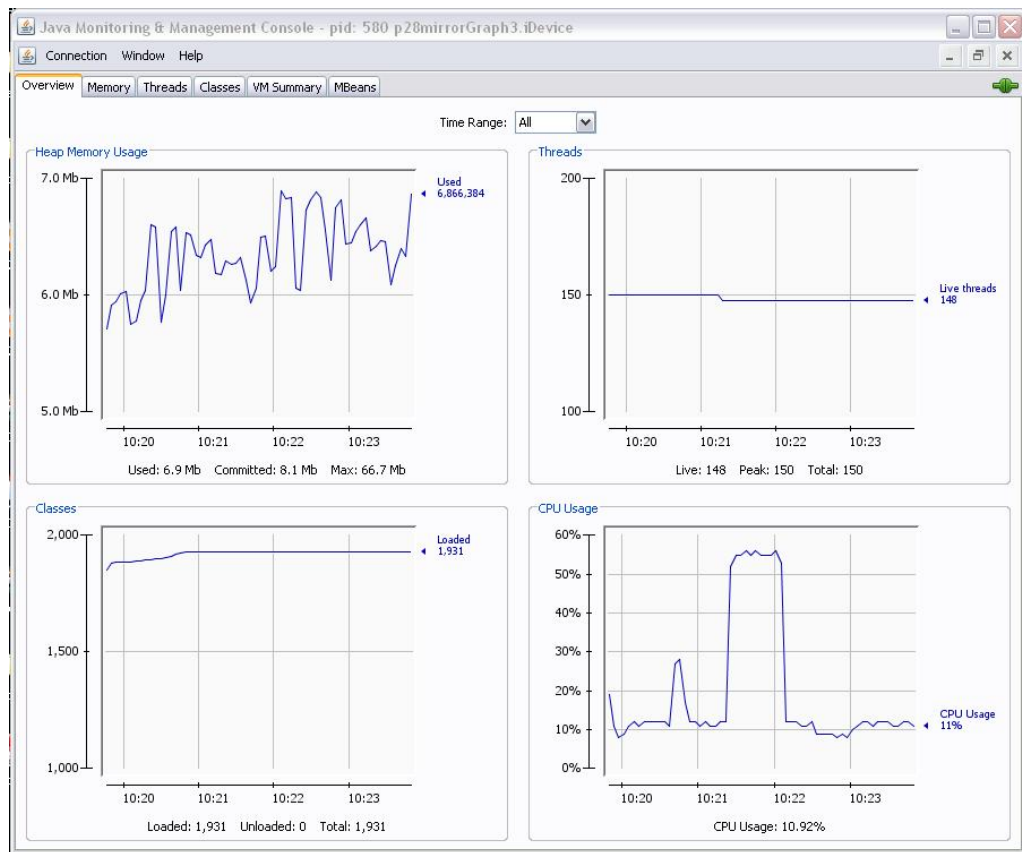 Java Monitoring & Management Console - pid: 580 p28mirrorGraph3.iDevice
Connection Window Help
Overview Memory Threads Classes VM Summary MBeans
Time Range: All
Heap Memory Usage
7.0 Mb
6.0 Mb
5.0 Mb
Used
6,866,384
10:20 10:21 10:22 10:23
Used: 6.9 Mb Committed: 8.1 Mb Max: 66.7 Mb
Threads
200
150
100
Live threads
148
10:20 10:21 10:22 10:23
Live: 148 Peak: 150 Total: 150
Classes
2,000
1,500
1,000
Loaded
1,931
10:20 10:21 10:22 10:23
Loaded: 1,931 Unloaded: 0 Total: 1,931
CPU Usage
60%
50%
40%
30%
20%
10%
0%
CPU Usage
11%
10:20 10:21 10:22 10:23
CPU Usage: 10.92%